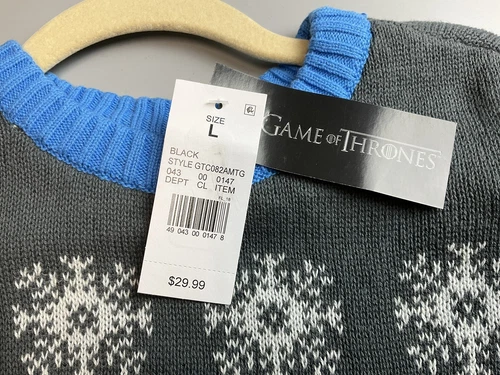 SIZE
L
BLACK
STYLE GTC082AMTG
043 00 0147
DEPT CL ITEM
FL_18
49 043 00 0147 8
$29.99
GAME OF THRONES